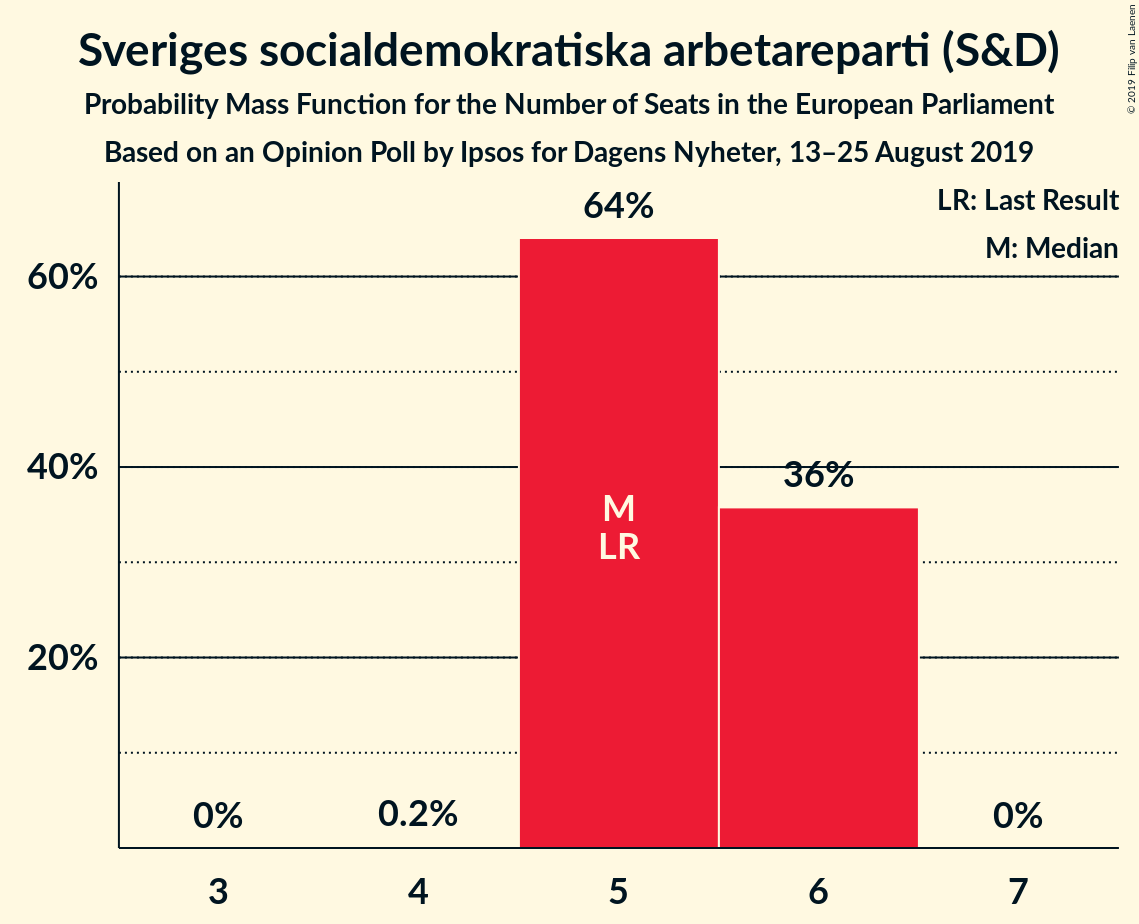 Sveriges socialdemokratiska arbetareparti (S&D)
Probability Mass Function for the Number of Seats in the European Parliament
Based on an Opinion Poll by Ipsos for Dagens Nyheter, 13–25 August 2019
© 2019 Filip van Laenen
LR: Last Result
M: Median
64%
60%
40%
36%
M
LR
20%
0%
0.2%
0%
3
4
5
6
7